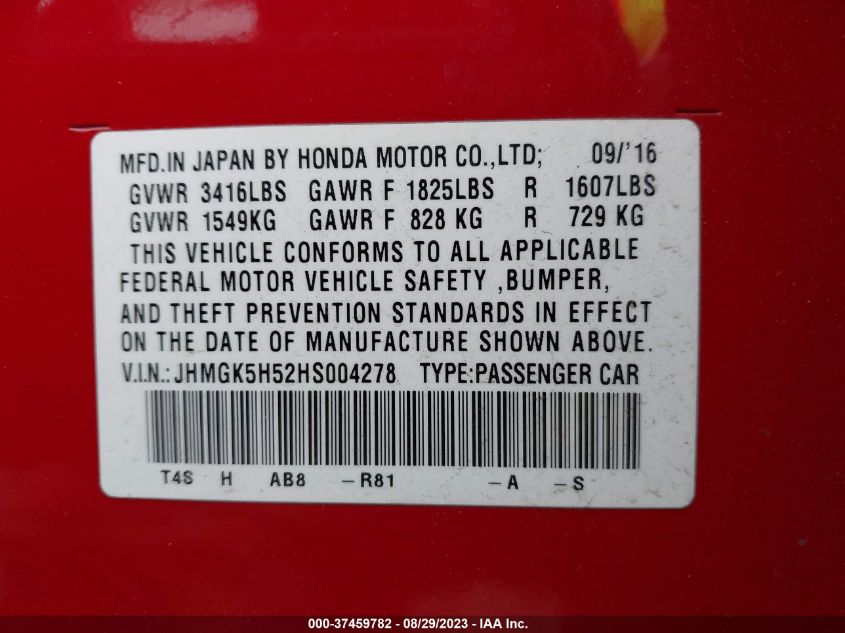 MFD.IN JAPAN BY HONDA MOTOR CO.,LTD; 09/'16
GVWR 3416LBS GAWR F 1825LBS R 1607LBS
GVWR 1549KG GAWR F 828 KG R 729 KG
THIS VEHICLE CONFORMS TO ALL APPLICABLE
FEDERAL MOTOR VEHICLE SAFETY ,BUMPER,
AND THEFT PREVENTION STANDARDS IN EFFECT
ON THE DATE OF MANUFACTURE SHOWN ABOVE.
V.I.N.:JHMGK5H52HS004278 TYPE:PASSENGER CAR
T4S H AB8 -R81 -A -S
000-37459782 - 08/29/2023 - IAA Inc.